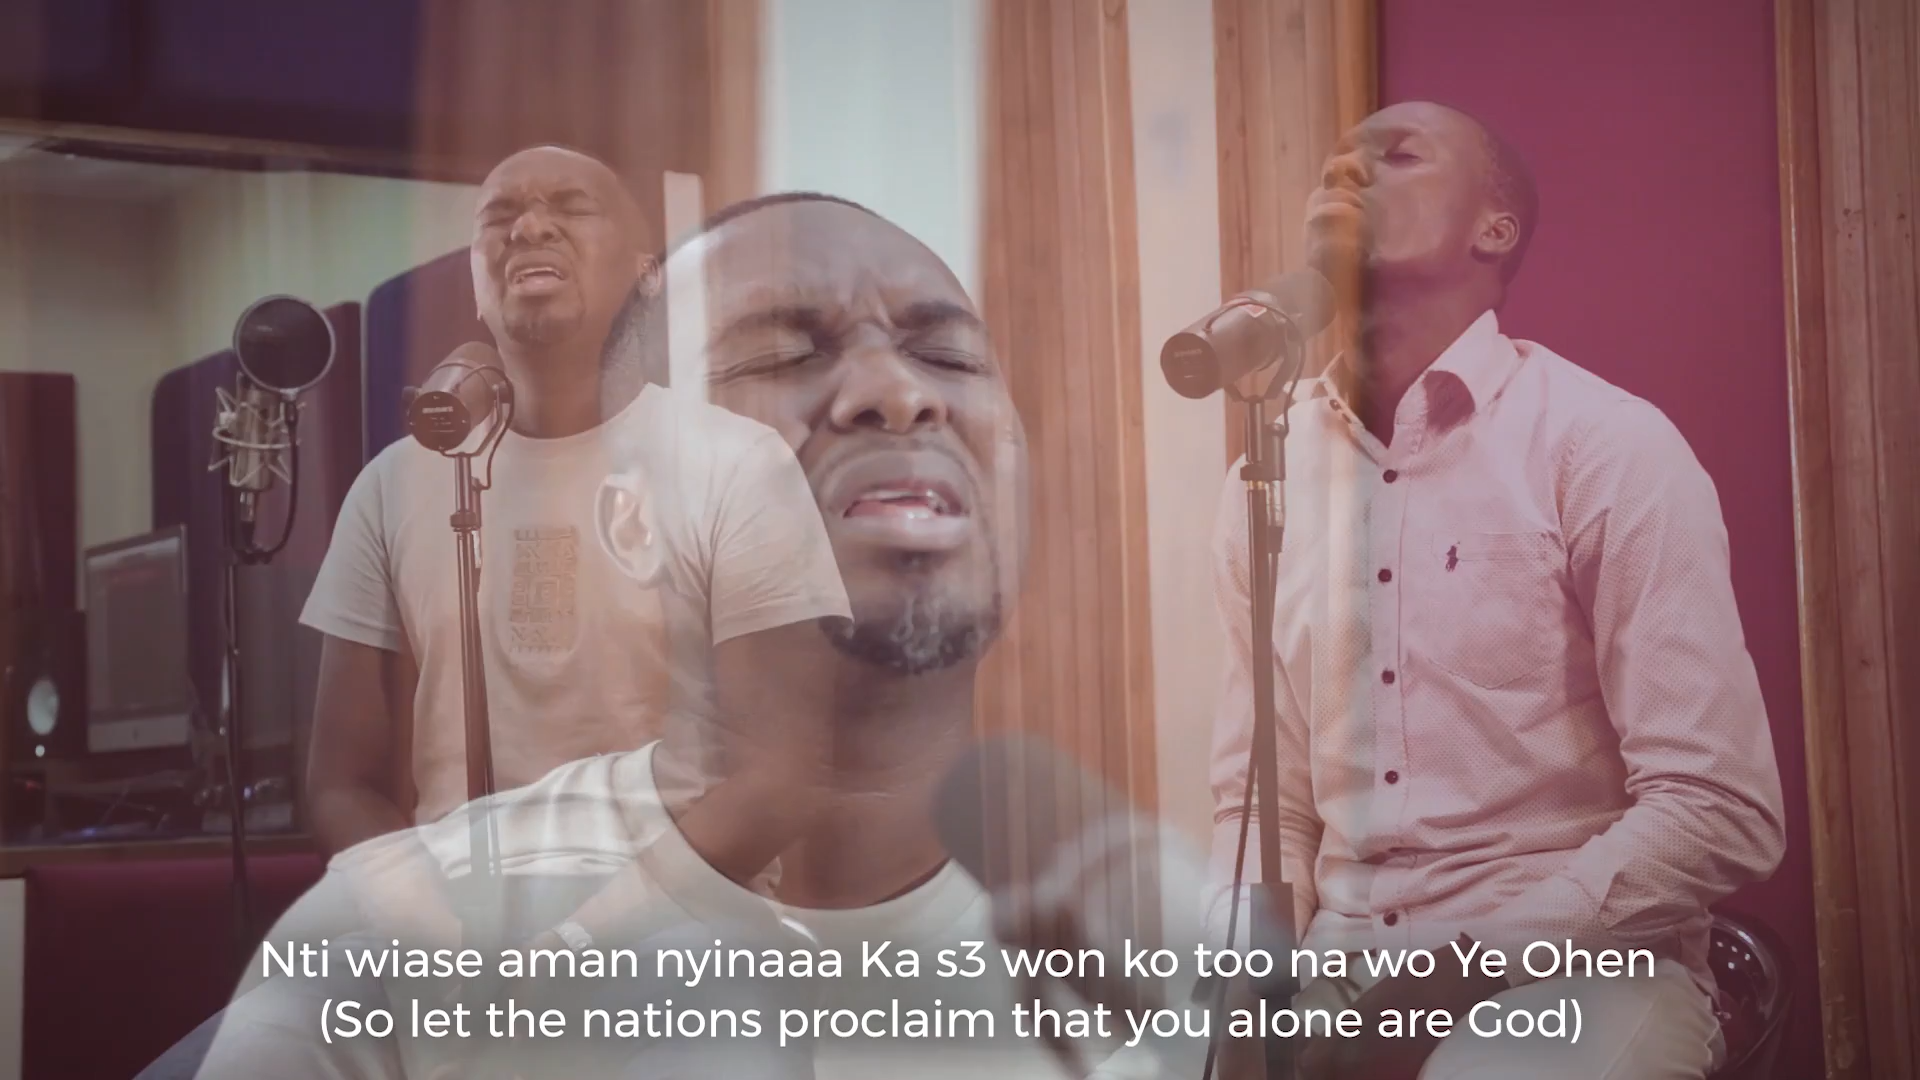 Nti wiase aman nyinaaa Ka s3 won ko too na wo Ye Ohen
(So let the nations proclaim that you alone are God)